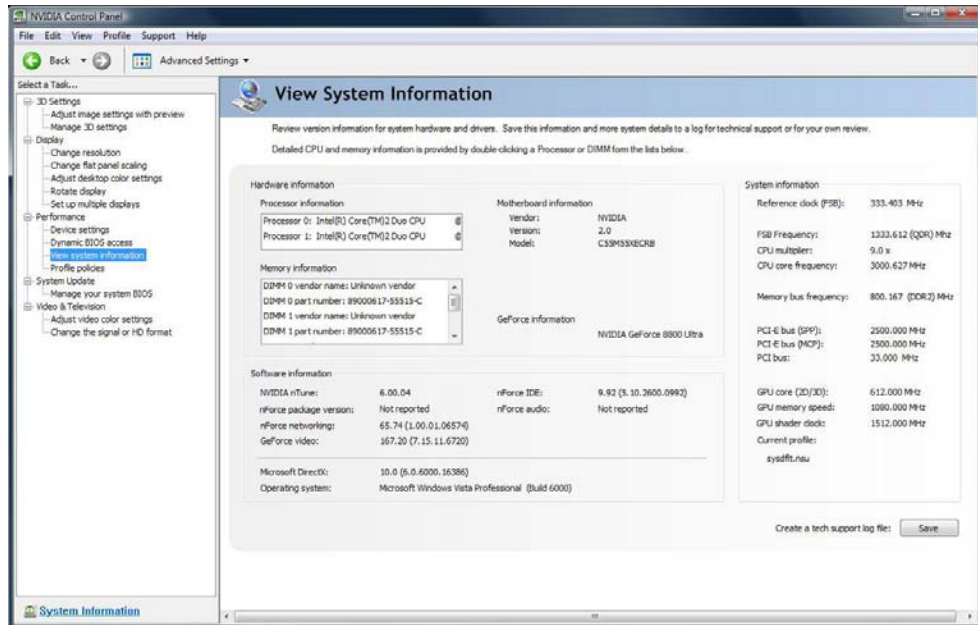 NVIDIA Control Panel
File Edit View Profile Support Help
Back Advanced Settings
Select a Task...
3D Settings
Adjust image settings with preview
Manage 3D settings
Display
Change resolution
Change flat panel scaling
Adjust desktop color settings
Rotate display
Set up multiple displays
Performance
Device settings
Dynamic BIOS access
View system information
Profile policies
System Update
Manage your system BIOS
Video & Television
Adjust video color settings
Change the signal or HD format
System Information
View System Information
Review version information for system hardware and drivers. Save this information and more system details to a log for technical support or for your own review.
Detailed CPU and memory information is provided by double-clicking a Processor or DIMM form the lists below.
Hardware information
Processor information
Processor 0: Intel(R) Core(TM)2 Duo CPU @
Processor 1: Intel(R) Core(TM)2 Duo CPU @
Memory information
DIMM 0 vendor name: Unknown vendor
DIMM 0 part number: 89000617-55515-C
DIMM 1 vendor name: Unknown vendor
DIMM 1 part number: 89000617-55515-C
Motherboard information
Vendor: NVIDIA
Version: 2.0
Model: C55M55XECRB
GeForce information
NVIDIA GeForce 8800 Ultra
Software information
NVIDIA nTune: 6.00.04
nForce package version: Not reported
nForce networking: 65.74 (1.00.01.06574)
GeForce video: 167.20 (7.15.11.6720)
nForce IDE: 9.92 (5.10.2600.0992)
nForce audio: Not reported
Microsoft DirectX: 10.0 (6.0.6000.16386)
Operating system: Microsoft Windows Vista Professional (Build 6000)
System information
Reference clock (FSB): 333.403 MHz
FSB Frequency: 1333.612 (QDR) MHz
CPU multiplier: 9.0 x
CPU core frequency: 3000.627 MHz
Memory bus frequency: 800.167 (DDR2) MHz
PCI-E bus (SPP): 2500.000 MHz
PCI-E bus (MCP): 2500.000 MHz
PCI bus: 33.000 MHz
GPU core (2D/3D): 612.000 MHz
GPU memory speed: 1080.000 MHz
GPU shader clock: 1512.000 MHz
Current profile:
sysdflt.nsu
Create a tech support log file: Save